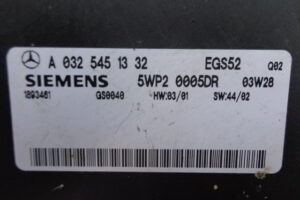 A 032 545 13 32 EGS52 Q02
SIEMENS 5WP2 0005DR 03W28
1893461 GS0040 HW:03/01 SW:44/02